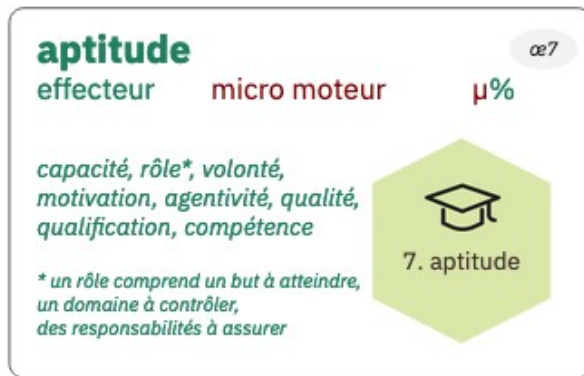 aptitude
œ7
effecteur micro moteur µ%
capacité, rôle*, volonté,
motivation, agentivité, qualité,
qualification, compétence
7. aptitude
* un rôle comprend un but à atteindre,
un domaine à contrôler,
des responsabilités à assurer